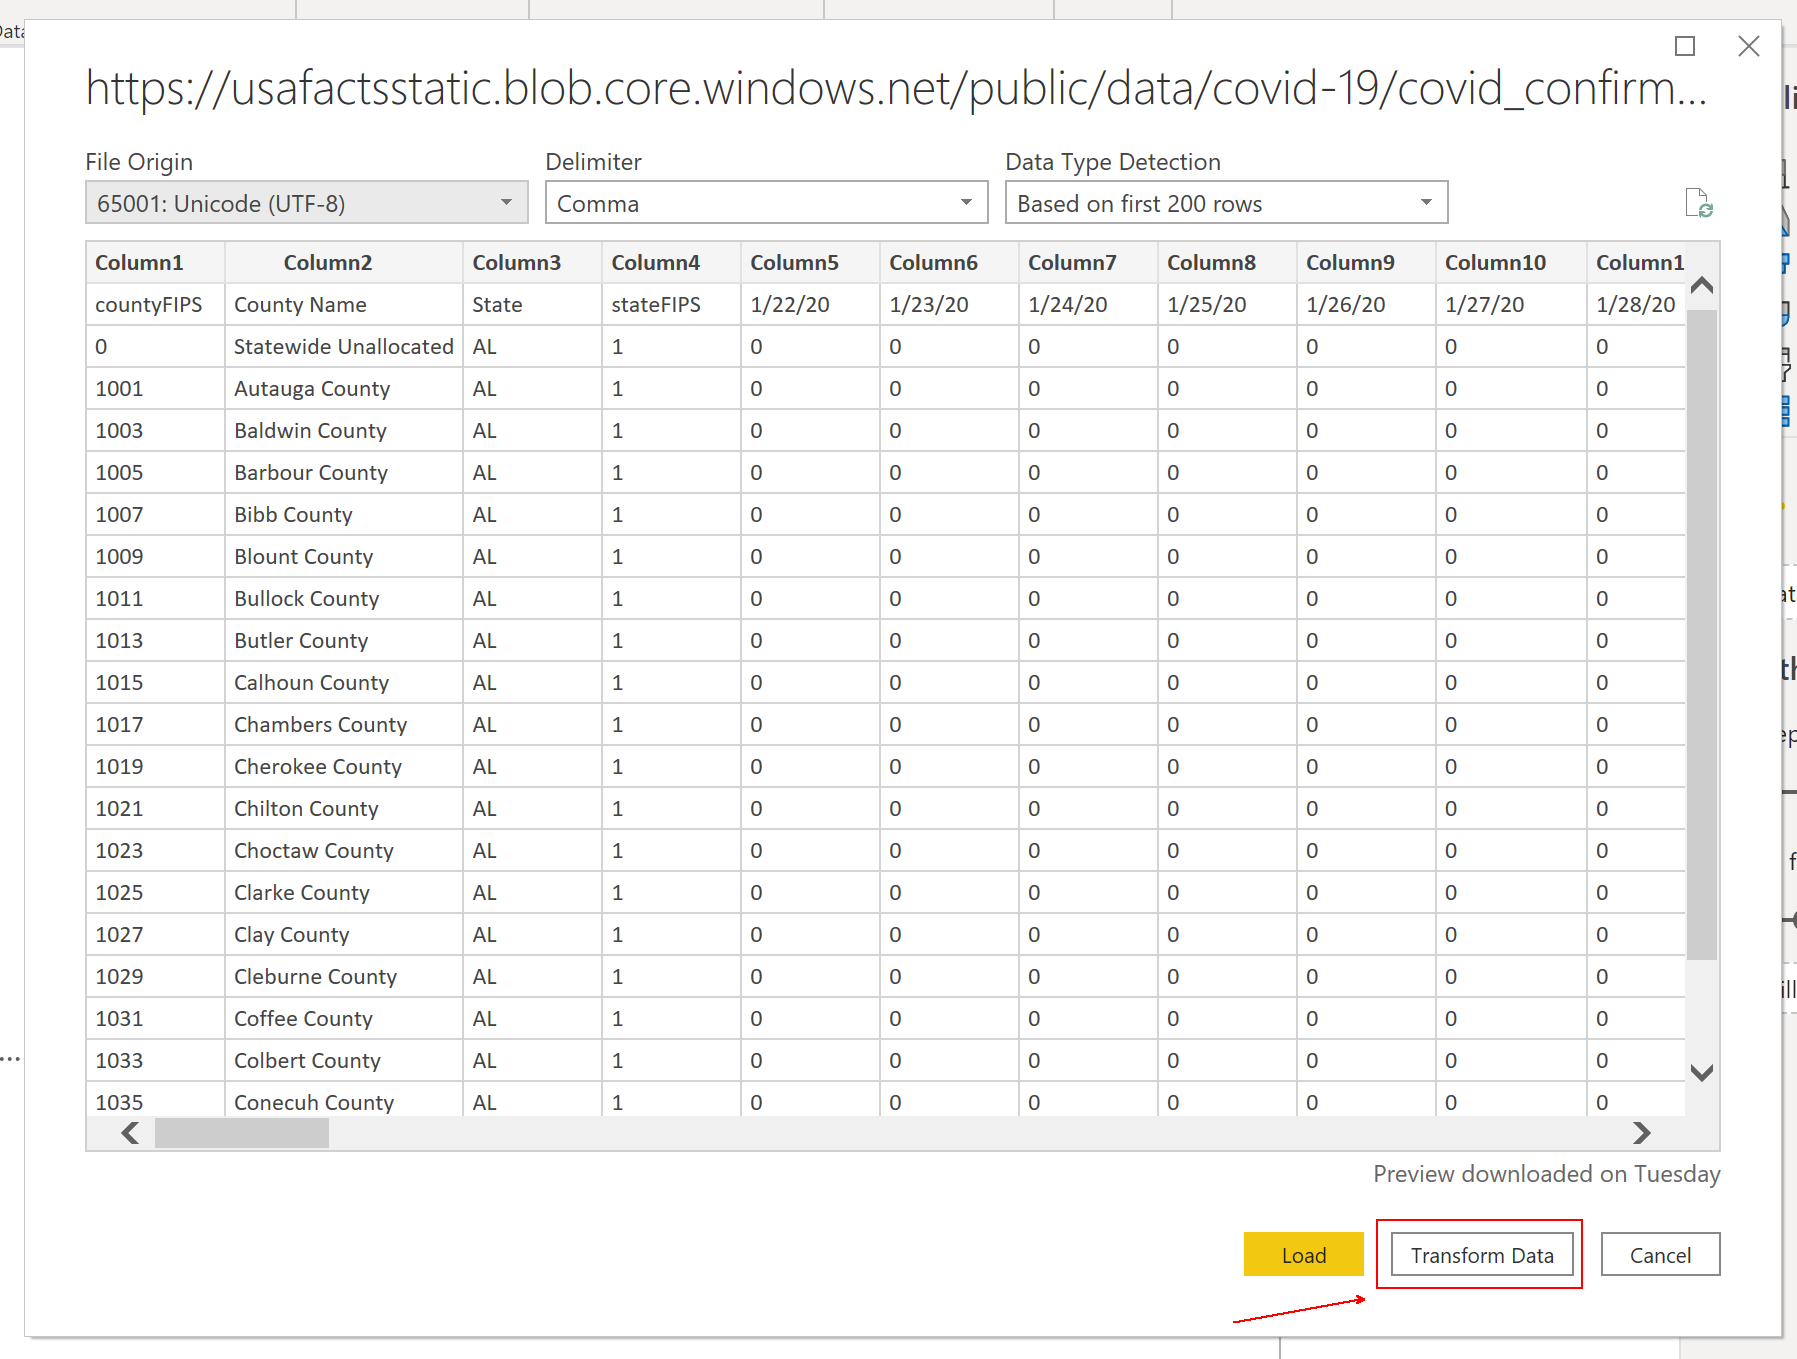 https://usafactsstatic.blob.core.windows.net/public/data/covid-19/covid_confirm...
File Origin Delimiter Data Type Detection
65001: Unicode (UTF-8) Comma Based on first 200 rows
Column1 Column2 Column3 Column4 Column5 Column6 Column7 Column8 Column9 Column10 Column1
countyFIPS County Name State stateFIPS 1/22/20 1/23/20 1/24/20 1/25/20 1/26/20 1/27/20 1/28/20
0 Statewide Unallocated AL 1 0 0 0 0 0 0 0
1001 Autauga County AL 1 0 0 0 0 0 0 0
1003 Baldwin County AL 1 0 0 0 0 0 0 0
1005 Barbour County AL 1 0 0 0 0 0 0 0
1007 Bibb County AL 1 0 0 0 0 0 0 0
1009 Blount County AL 1 0 0 0 0 0 0 0
1011 Bullock County AL 1 0 0 0 0 0 0 0
1013 Butler County AL 1 0 0 0 0 0 0 0
1015 Calhoun County AL 1 0 0 0 0 0 0 0
1017 Chambers County AL 1 0 0 0 0 0 0 0
1019 Cherokee County AL 1 0 0 0 0 0 0 0
1021 Chilton County AL 1 0 0 0 0 0 0 0
1023 Choctaw County AL 1 0 0 0 0 0 0 0
1025 Clarke County AL 1 0 0 0 0 0 0 0
1027 Clay County AL 1 0 0 0 0 0 0 0
1029 Cleburne County AL 1 0 0 0 0 0 0 0
1031 Coffee County AL 1 0 0 0 0 0 0 0
1033 Colbert County AL 1 0 0 0 0 0 0 0
1035 Conecuh County AL 1 0 0 0 0 0 0 0
Preview downloaded on Tuesday
Load Transform Data Cancel